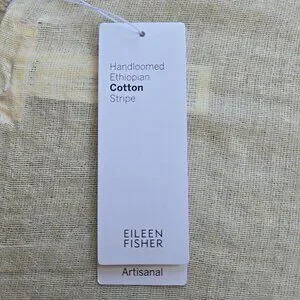 Handloomed
Ethiopian
Cotton
Stripe
EILEEN
FISHER
Artisanal